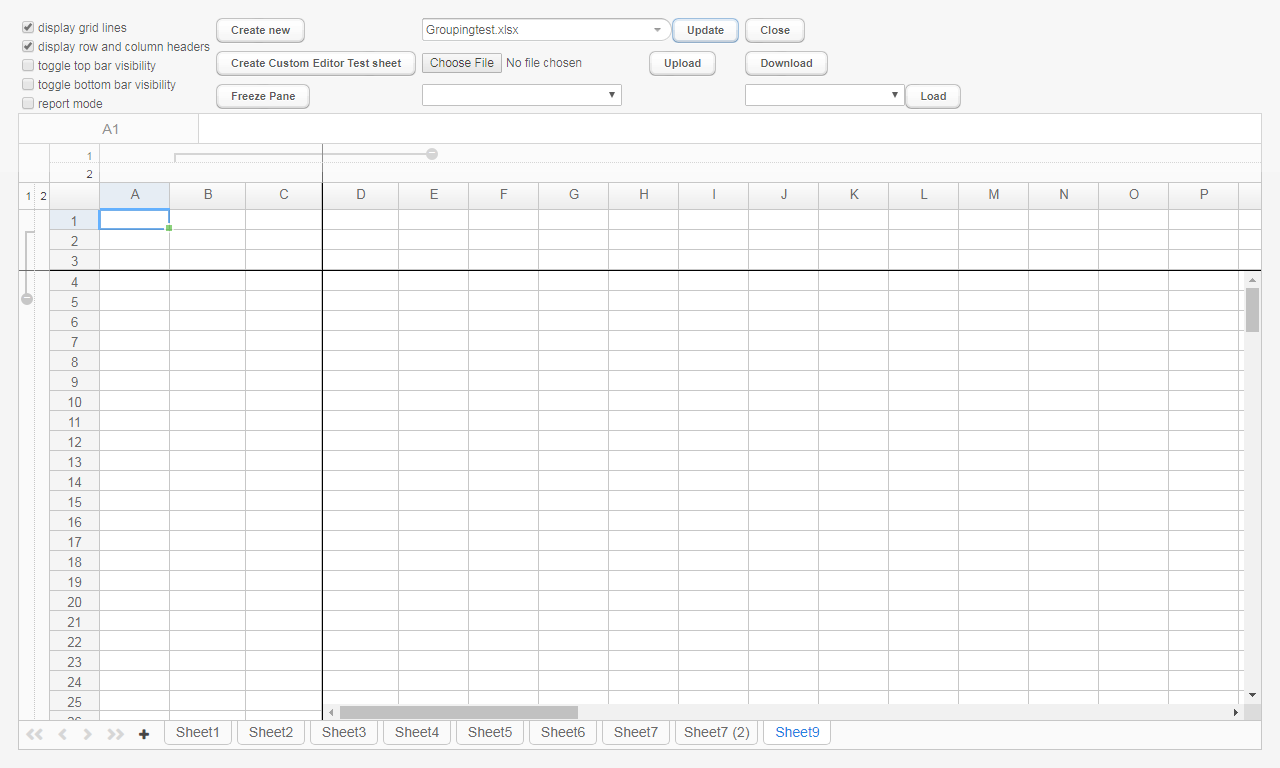 display grid lines
display row and column headers
toggle top bar visibility
toggle bottom bar visibility
report mode
Create new
Groupingtest.xlsx
Update
Close
Create Custom Editor Test sheet
Choose File No file chosen
Upload
Download
Freeze Pane
Load
A1
1
2
1 2
A B C D E F G H I J K L M N O P
1
2
3
4
5
6
7
8
9
10
11
12
13
14
15
16
17
18
19
20
21
22
23
24
25
26
Sheet1 Sheet2 Sheet3 Sheet4 Sheet5 Sheet6 Sheet7 Sheet7 (2) Sheet9